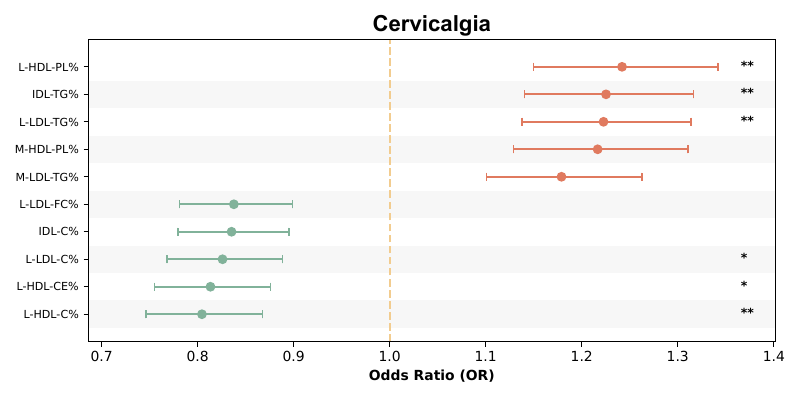 Cervicalgia
L-HDL-PL% **
IDL-TG% **
L-LDL-TG% **
M-HDL-PL%
M-LDL-TG%
L-LDL-FC%
IDL-C%
L-LDL-C% *
L-HDL-CE% *
L-HDL-C% **
0.7 0.8 0.9 1.0 1.1 1.2 1.3 1.4
Odds Ratio (OR)